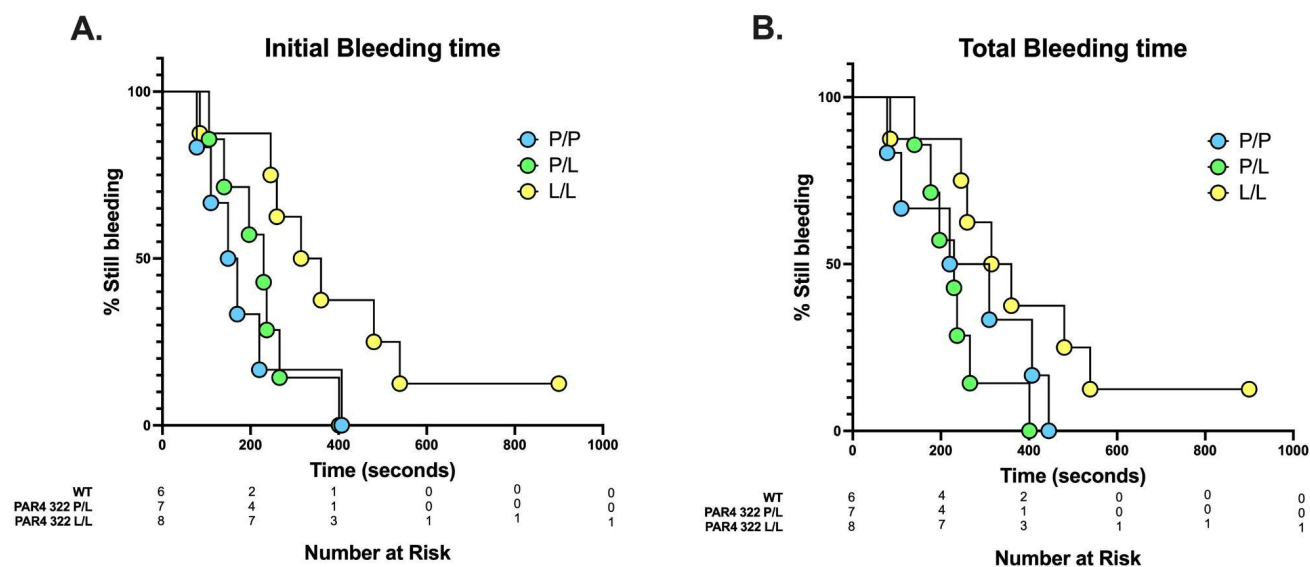 A.
Initial Bleeding time
% Still bleeding
100
50
0
P/P
P/L
L/L
0 200 400 600 800 1000
Time (seconds)
WT 6 2 1 0 0 0
PAR4 322 P/L 7 4 1 0 0 0
PAR4 322 L/L 8 7 3 1 1 1
Number at Risk
B.
Total Bleeding time
% Still bleeding
100
50
0
P/P
P/L
L/L
0 200 400 600 800 1000
Time (seconds)
WT 6 4 2 0 0 0
PAR4 322 P/L 7 4 1 0 0 0
PAR4 322 L/L 8 7 3 1 1 1
Number at Risk